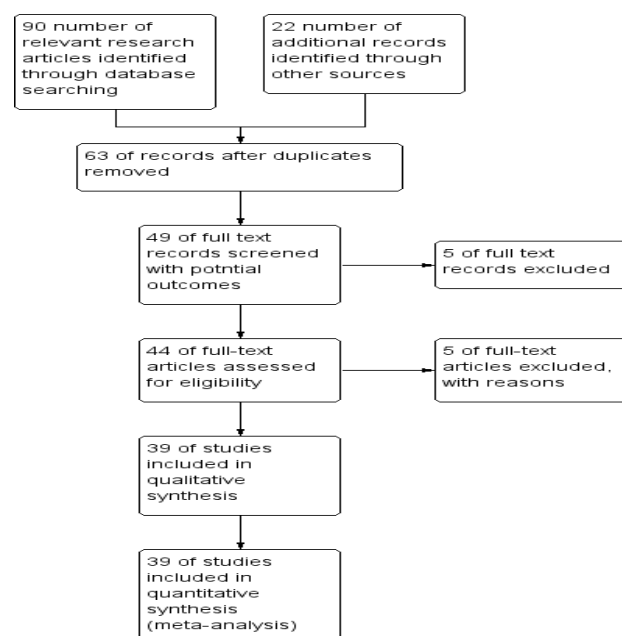 90 number of
relevant research
articles identified
through database
searching
22 number of
additional records
identified through
other sources
63 of records after duplicates
removed
49 of full text
records screened
with potntial
outcomes
5 of full text
records excluded
44 of full-text
articles assessed
for eligibility
5 of full-text
articles excluded,
with reasons
39 of studies
included in
qualitative
synthesis
39 of studies
included in
quantitative
synthesis
(meta-analysis)